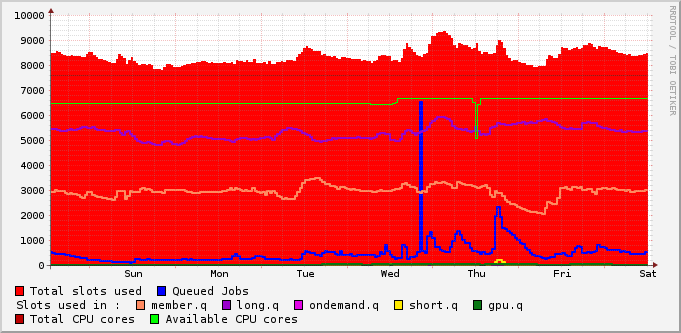 10000
9000
8000
7000
6000
5000
4000
3000
2000
1000
0
Sun Mon Tue Wed Thu Fri Sat
RRDTOOL / TOBI OETIKER
Total slots used Queued Jobs
Slots used in : member.q long.q ondemand.q short.q gpu.q
Total CPU cores Available CPU cores